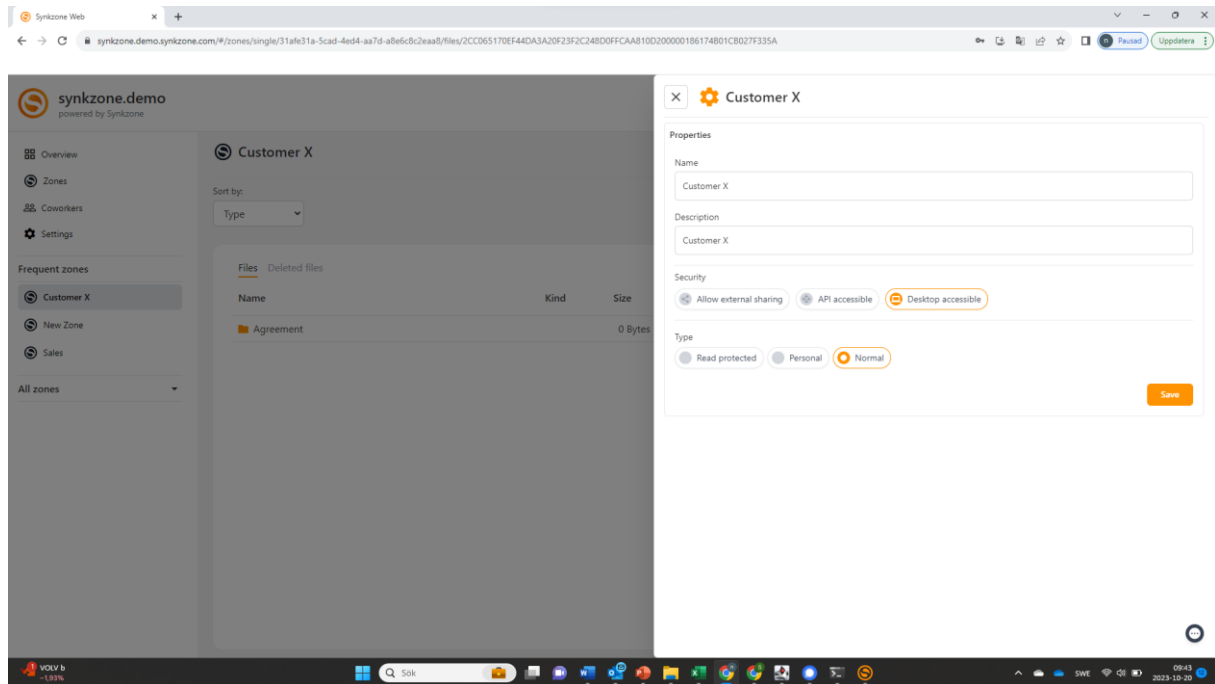 Synkzone Web
synkzone.demo.synkzone.com/#/zones/single/31afe31a-5cad-4ed4-aa7d-a8e6c8c2eaa8/files/2CC065170EF44DA3A20F23F2C248D0FFCAA810D200000186174B01CB027F335A
Pausad
Uppdatera
synkzone.demo
powered by Synkzone
Overview
Zones
Coworkers
Settings
Frequent zones
Customer X
New Zone
Sales
All zones
Customer X
Sort by:
Type
Files Deleted files
Name Kind Size
Agreement 0 Bytes
Customer X
Properties
Name
Customer X
Description
Customer X
Security
Allow external sharing API accessible Desktop accessible
Type
Read protected Personal Normal
Save
1
VOLV b
-1,93%
Sök
SWE
09:43
2023-10-20